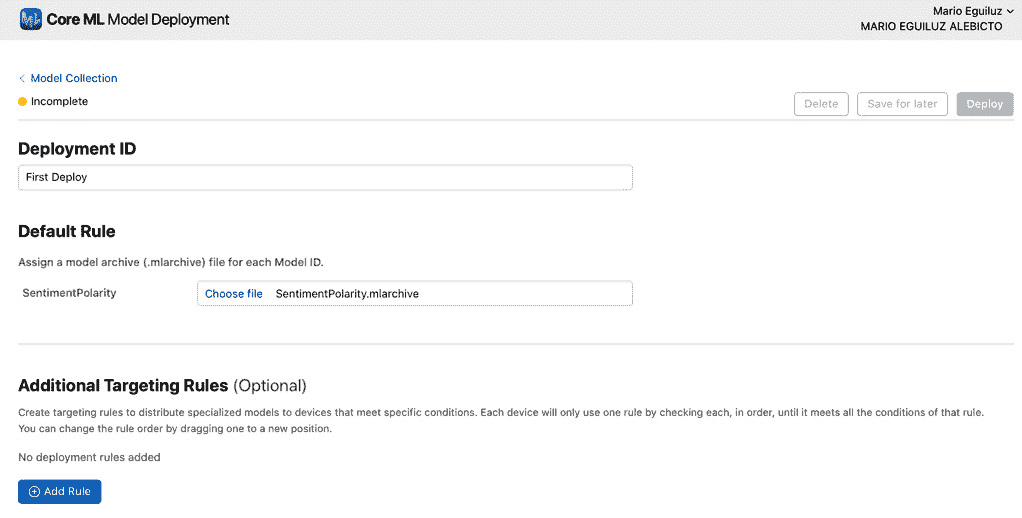 Core ML Model Deployment
Mario Eguiluz
MARIO EGUILUZ ALEBICTO
Model Collection
Incomplete
Delete
Save for later
Deploy
Deployment ID
First Deploy
Default Rule
Assign a model archive (.mlarchive) file for each Model ID.
SentimentPolarity
Choose file SentimentPolarity.mlarchive
Additional Targeting Rules (Optional)
Create targeting rules to distribute specialized models to devices that meet specific conditions. Each device will only use one rule by checking each, in order, until it meets all the conditions of that rule.
You can change the rule order by dragging one to a new position.
No deployment rules added
Add Rule